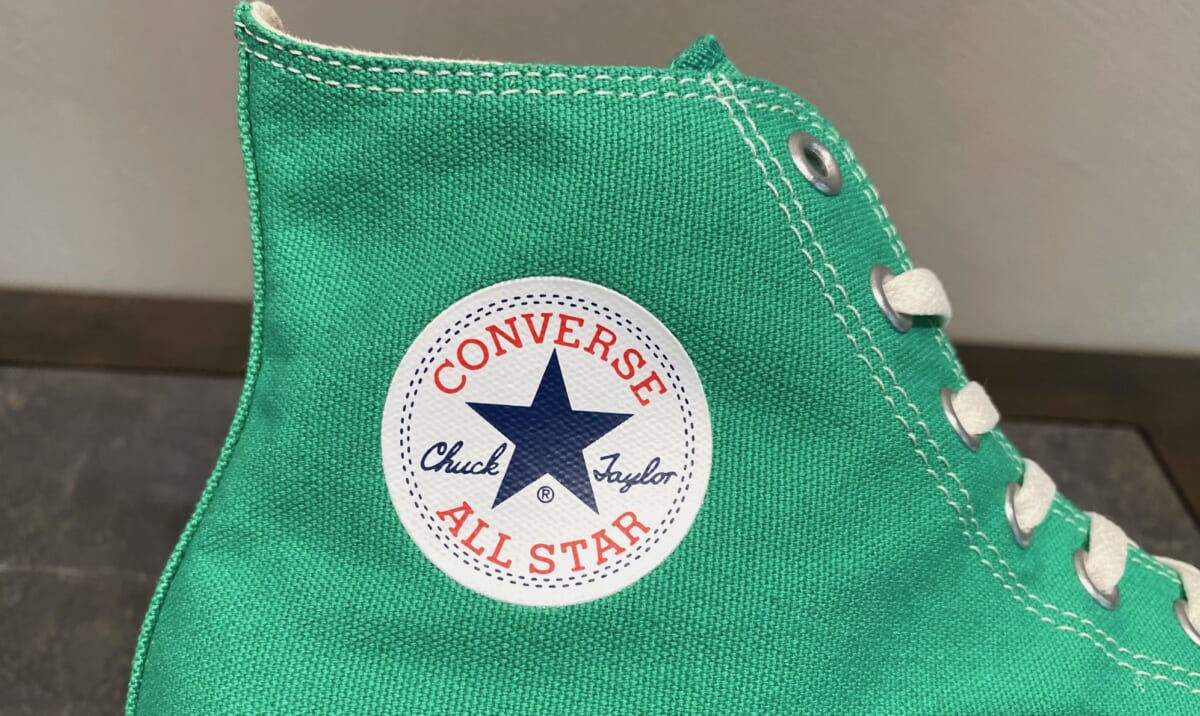 CONVERSE
Chuck Taylor
®
ALL STAR